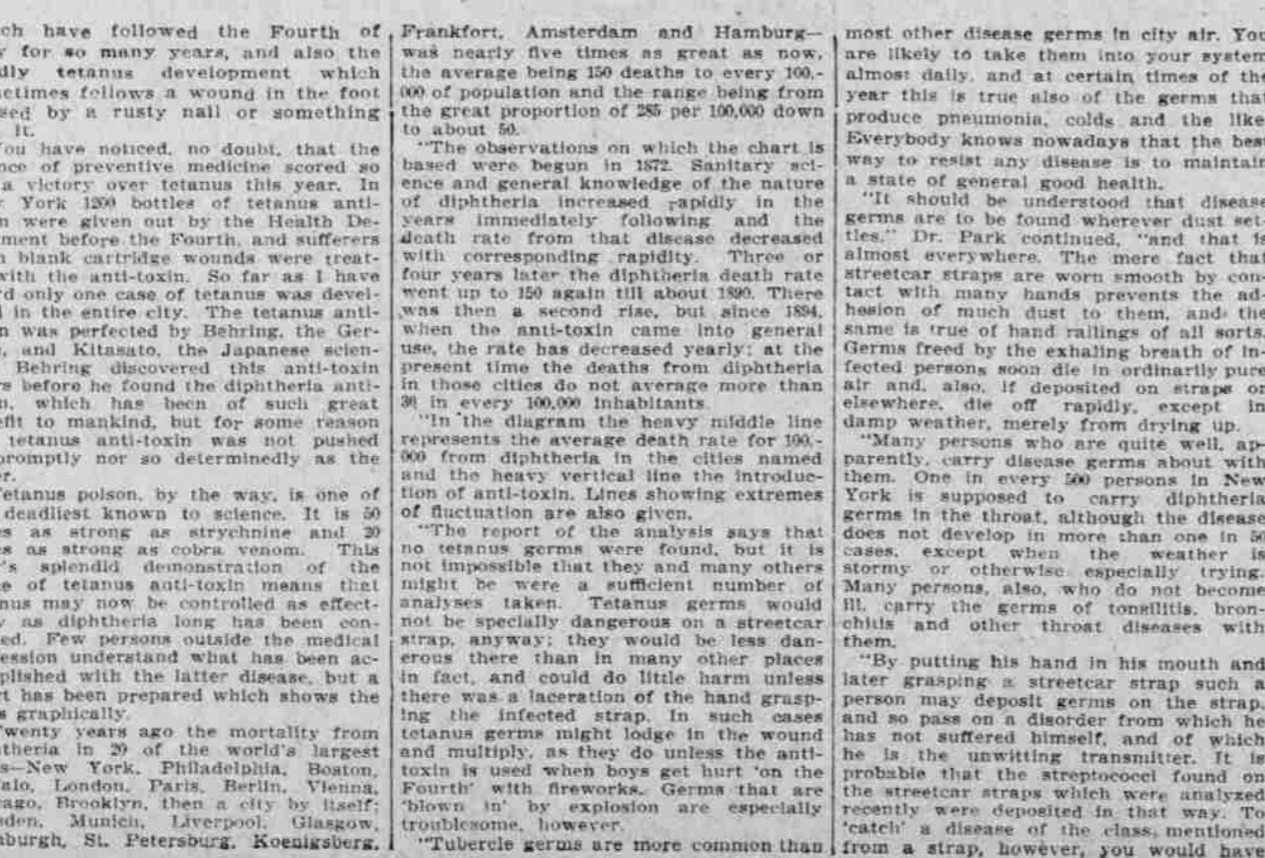 ch have followed the Fourth of
y for so many years, and also the
dly tetanus development which
etimes follows a wound in the foot
sed by a rusty nail or something
it.
ou have noticed, no doubt, that the
nce of preventive medicine scored so
a victory over tetanus this year. In
York 1200 bottles of tetanus anti-
n were given out by the Health De-
ment before the Fourth, and sufferers
n blank cartridge wounds were treat-
with the anti-toxin. So far as I have
d only one case of tetanus was devel-
d in the entire city. The tetanus anti-
n was perfected by Behring, the Ger-
, and Kitasato, the Japanese scien-
Behring discovered this anti-toxin
rs before he found the diphtheria anti-
n, which has been of such great
efit to mankind, but for some reason
tetanus anti-toxin was not pushed
promptly nor so determinedly as the
er.
etanus poison, by the way, is one of
deadliest known to science. It is 50
es as strong as strychnine and 20
es as strong as cobra venom. This
's splendid demonstration of the
e of tetanus anti-toxin means that
nus may now be controlled as effect-
y as diphtheria long has been con-
ed. Few persons outside the medical
ession understand what has been ac-
plished with the latter disease, but a
rt has been prepared which shows the
s graphically.
wenty years ago the mortality from
theria in 20 of the world's largest
s—New York, Philadelphia, Boston,
alo, London, Paris, Berlin, Vienna,
ago, Brooklyn, then a city by itself;
den, Munich, Liverpool, Glasgow,
nburgh, St. Petersburg, Koenigsberg,
Frankfort, Amsterdam and Hamburg—
was nearly five times as great as now,
the average being 150 deaths to every 100,-
000 of population and the range being from
the great proportion of 285 per 100,000 down
to about 50.
"The observations on which the chart is
based were begun in 1872. Sanitary sci-
ence and general knowledge of the nature
of diphtheria increased rapidly in the
years immediately following and the
death rate from that disease decreased
with corresponding rapidity. Three or
four years later the diphtheria death rate
went up to 150 again till about 1890. There
was then a second rise, but since 1894,
when the anti-toxin came into general
use, the rate has decreased yearly; at the
present time the deaths from diphtheria
in those cities do not average more than
30 in every 100,000 inhabitants.
"In the diagram the heavy middle line
represents the average death rate for 100,-
000 from diphtheria in the cities named
and the heavy vertical line the introduc-
tion of anti-toxin. Lines showing extremes
of fluctuation are also given.
"The report of the analysis says that
no tetanus germs were found, but it is
not impossible that they and many others
might be were a sufficient number of
analyses taken. Tetanus germs would
not be specially dangerous on a streetcar
strap, anyway; they would be less dan-
erous there than in many other places
in fact, and could do little harm unless
there was a laceration of the hand grasp-
ing the infected strap. In such cases
tetanus germs might lodge in the wound
and multiply, as they do unless the anti-
toxin is used when boys get hurt 'on the
Fourth' with fireworks. Germs that are
'blown in' by explosion are especially
troublesome, however.
"Tubercle germs are more common than
most other disease germs in city air. You
are likely to take them into your system
almost daily, and at certain times of the
year this is true also of the germs that
produce pneumonia, colds and the like
Everybody knows nowadays that the best
way to resist any disease is to maintain
a state of general good health.
"It should be understood that disease
germs are to be found wherever dust set-
tles," Dr. Park continued, "and that is
almost everywhere. The mere fact that
streetcar straps are worn smooth by con-
tact with many hands prevents the ad-
hesion of much dust to them, and the
same is true of hand railings of all sorts.
Germs freed by the exhaling breath of in-
fected persons soon die in ordinarily pure
air and, also, if deposited on straps or
elsewhere, die off rapidly, except in
damp weather, merely from drying up.
"Many persons who are quite well, ap-
parently, carry disease germs about with
them. One in every 500 persons in New
York is supposed to carry diphtheria
germs in the throat, although the disease
does not develop in more than one in 50
cases, except when the weather is
stormy or otherwise especially trying.
Many persons, also, who do not become
ill, carry the germs of tonsilitis, bron-
chitis and other throat diseases with
them.
"By putting his hand in his mouth and
later grasping a streetcar strap such a
person may deposit germs on the strap,
and so pass on a disorder from which he
has not suffered himself, and of which
he is the unwitting transmitter. It is
probable that the streptococci found on
the streetcar straps which were analyzed
recently were deposited in that way. To
'catch' a disease of the class mentioned
from a strap, however, you would have